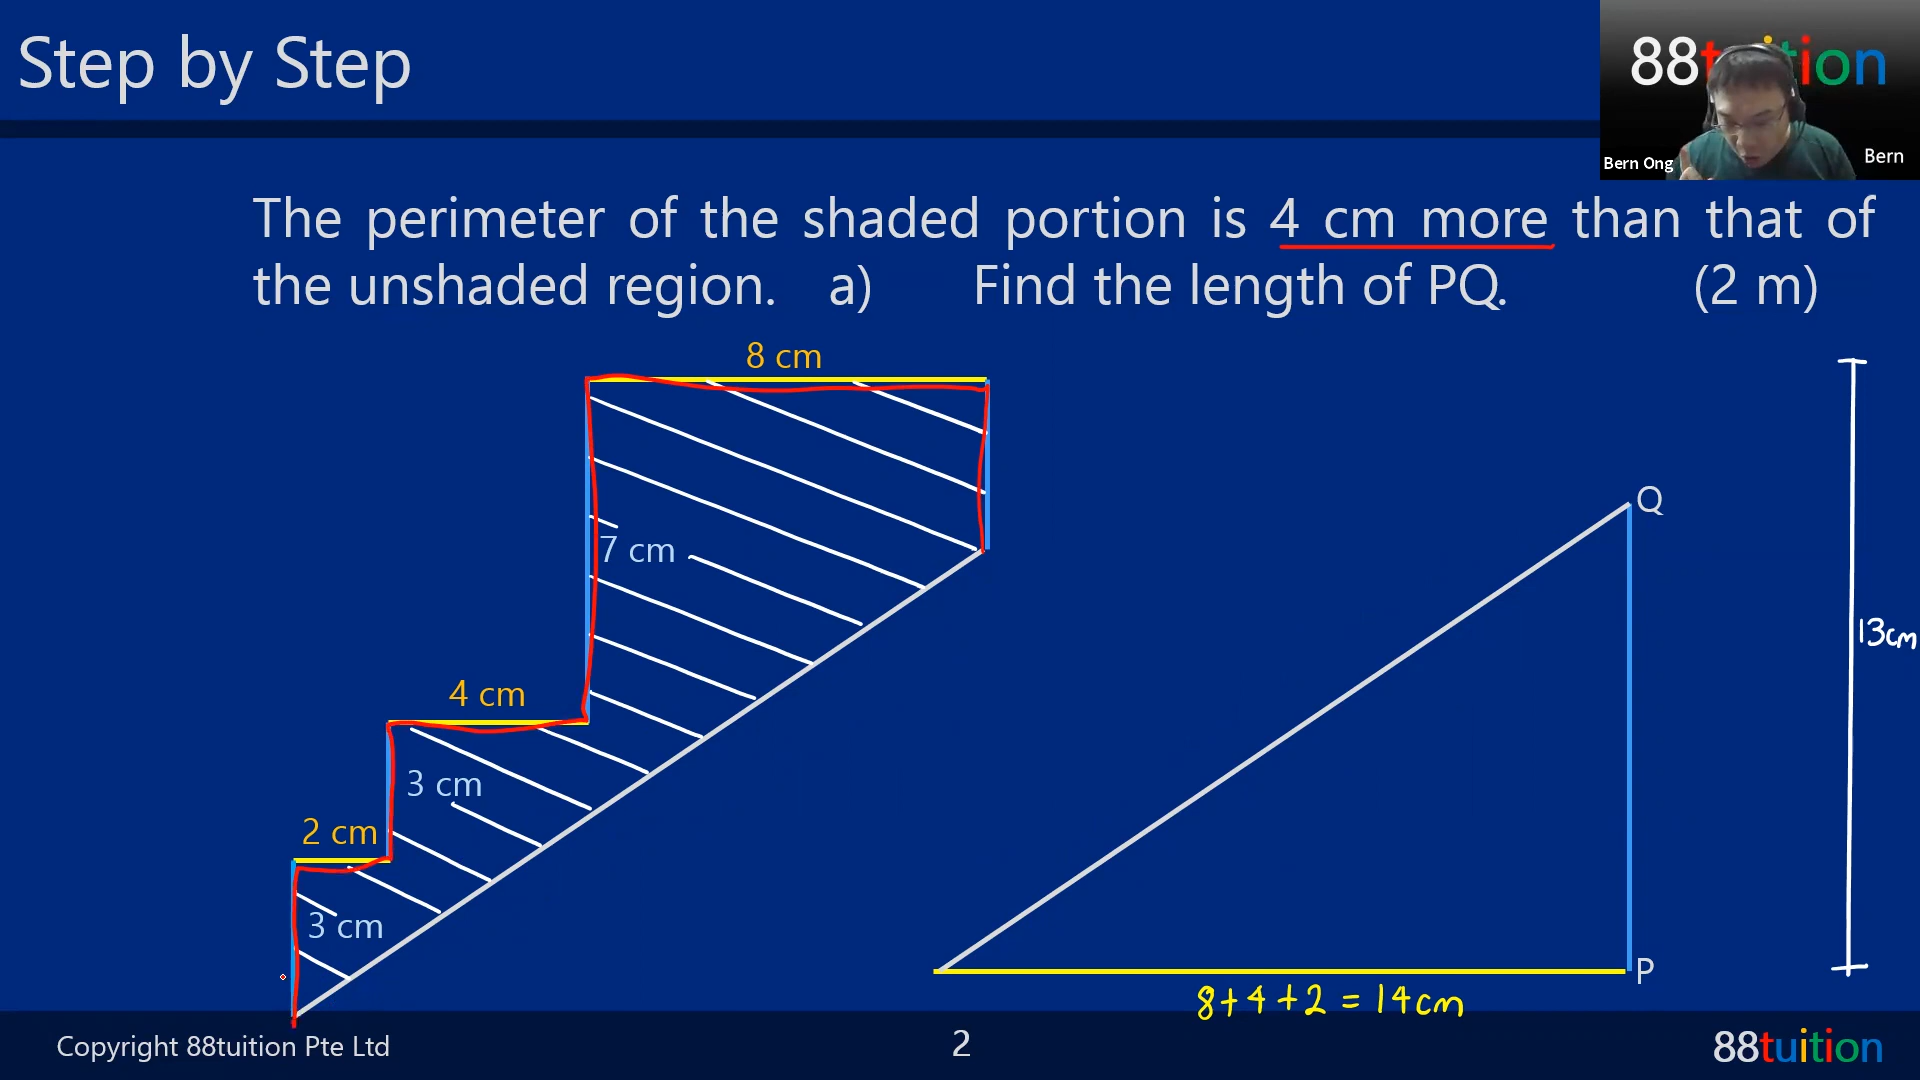 Step by Step
88tuition
Bern Ong
Bern
The perimeter of the shaded portion is 4 cm more than that of
the unshaded region. a) Find the length of PQ. (2 m)
8 cm
Q
7 cm
13cm
4 cm
3 cm
2 cm
3 cm
P
8+4+2 = 14cm
Copyright 88tuition Pte Ltd
2
88tuition